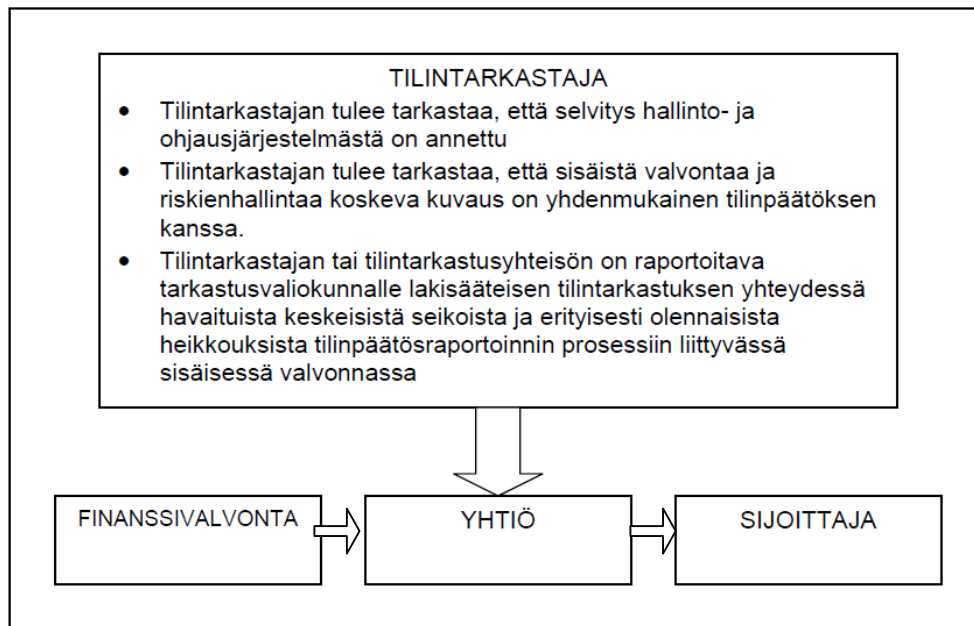 TILINTARKASTAJA
• Tilintarkastajan tulee tarkastaa, että selvitys hallinto- ja
ohjausjärjestelmästä on annettu
• Tilintarkastajan tulee tarkastaa, että sisäistä valvontaa ja
riskienhallintaa koskeva kuvaus on yhdenmukainen tilinpäätöksen
kanssa.
• Tilintarkastajan tai tilintarkastusyhteisön on raportoitava
tarkastusvaliokunnalle lakisääteisen tilintarkastuksen yhteydessä
havaituista keskeisistä seikoista ja erityisesti olennaisista
heikkouksista tilinpäätösraportoinnin prosessiin liittyvässä
sisäisessä valvonnassa
FINANSSIVALVONTA
YHTIÖ
SIJOITTAJA